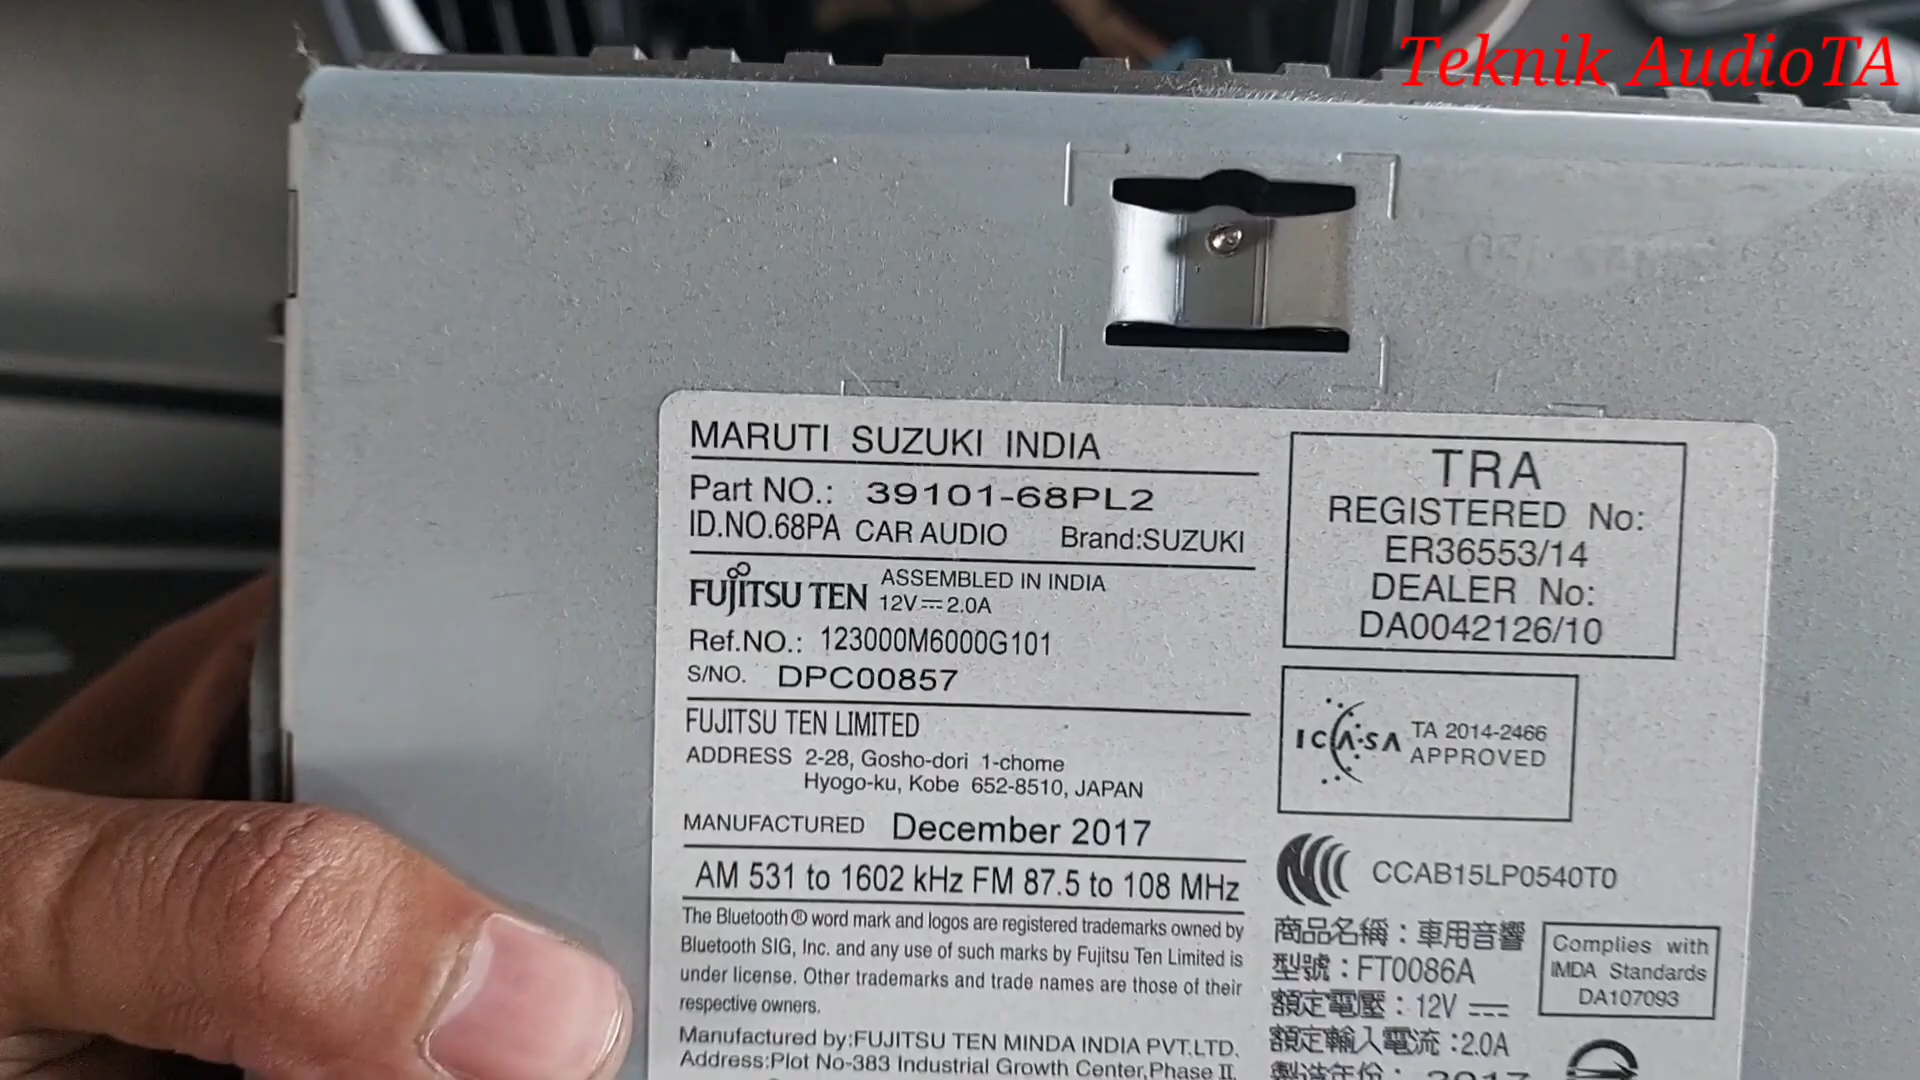 Teknik AudioTA
MARUTI SUZUKI INDIA
Part NO.: 39101-68PL2
ID.NO.68PA CAR AUDIO Brand:SUZUKI
FUJITSU TEN ASSEMBLED IN INDIA
12V⎓2.0A
Ref.NO.: 123000M6000G101
S/NO. DPC00857
FUJITSU TEN LIMITED
ADDRESS 2-28, Gosho-dori 1-chome
Hyogo-ku, Kobe 652-8510, JAPAN
MANUFACTURED December 2017
AM 531 to 1602 kHz FM 87.5 to 108 MHz
The Bluetooth® word mark and logos are registered trademarks owned by
Bluetooth SIG, Inc. and any use of such marks by Fujitsu Ten Limited is
under license. Other trademarks and trade names are those of their
respective owners.
Manufactured by:FUJITSU TEN MINDA INDIA PVT.LTD.
Address:Plot No-383 Industrial Growth Center,Phase II,
TRA
REGISTERED No:
ER36553/14
DEALER No:
DA0042126/10
ICASA TA 2014-2466
APPROVED
CCAB15LP0540T0
商品名稱：車用音響
型號：FT0086A
額定電壓：12V ⎓
額定輸入電流：2.0A
製造年份：2017
Complies with
IMDA Standards
DA107093